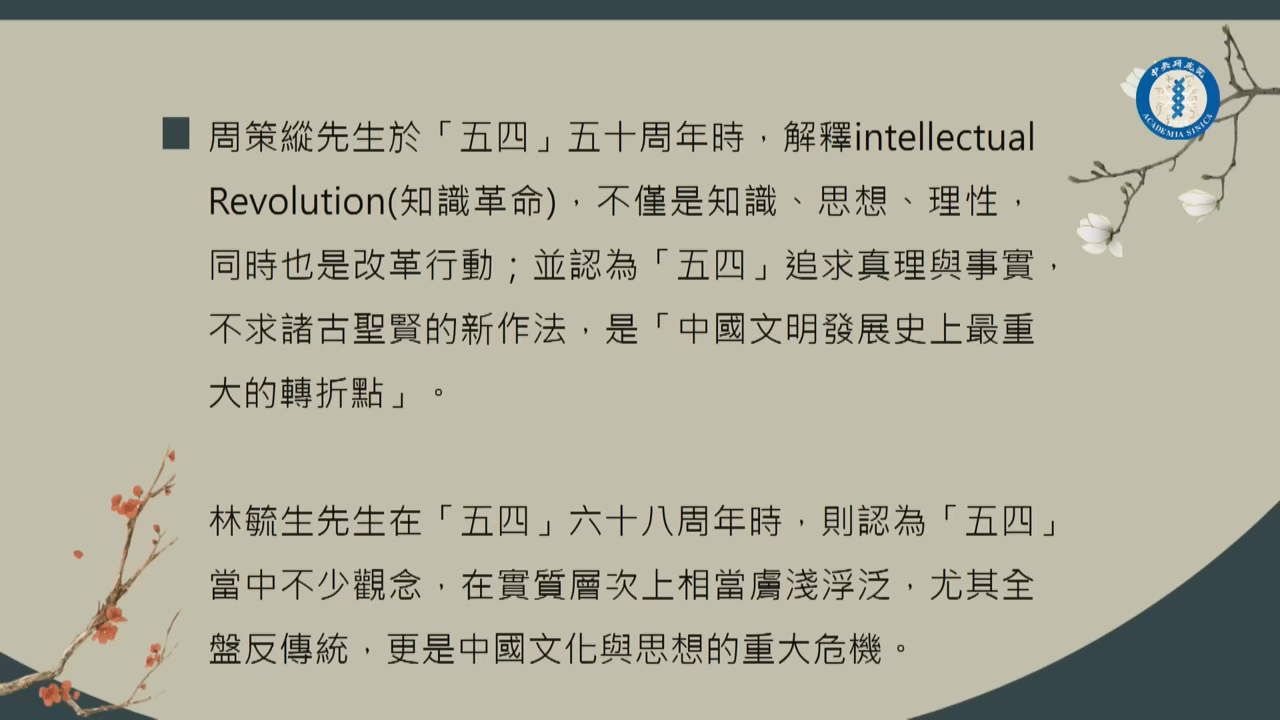 中央研究院
ACADEMIA SINICA
周策縱先生於「五四」五十周年時，解釋intellectual
Revolution(知識革命)，不僅是知識、思想、理性，
同時也是改革行動；並認為「五四」追求真理與事實，
不求諸古聖賢的新作法，是「中國文明發展史上最重
大的轉折點」。
林毓生先生在「五四」六十八周年時，則認為「五四」
當中不少觀念，在實質層次上相當膚淺浮泛，尤其全
盤反傳統，更是中國文化與思想的重大危機。